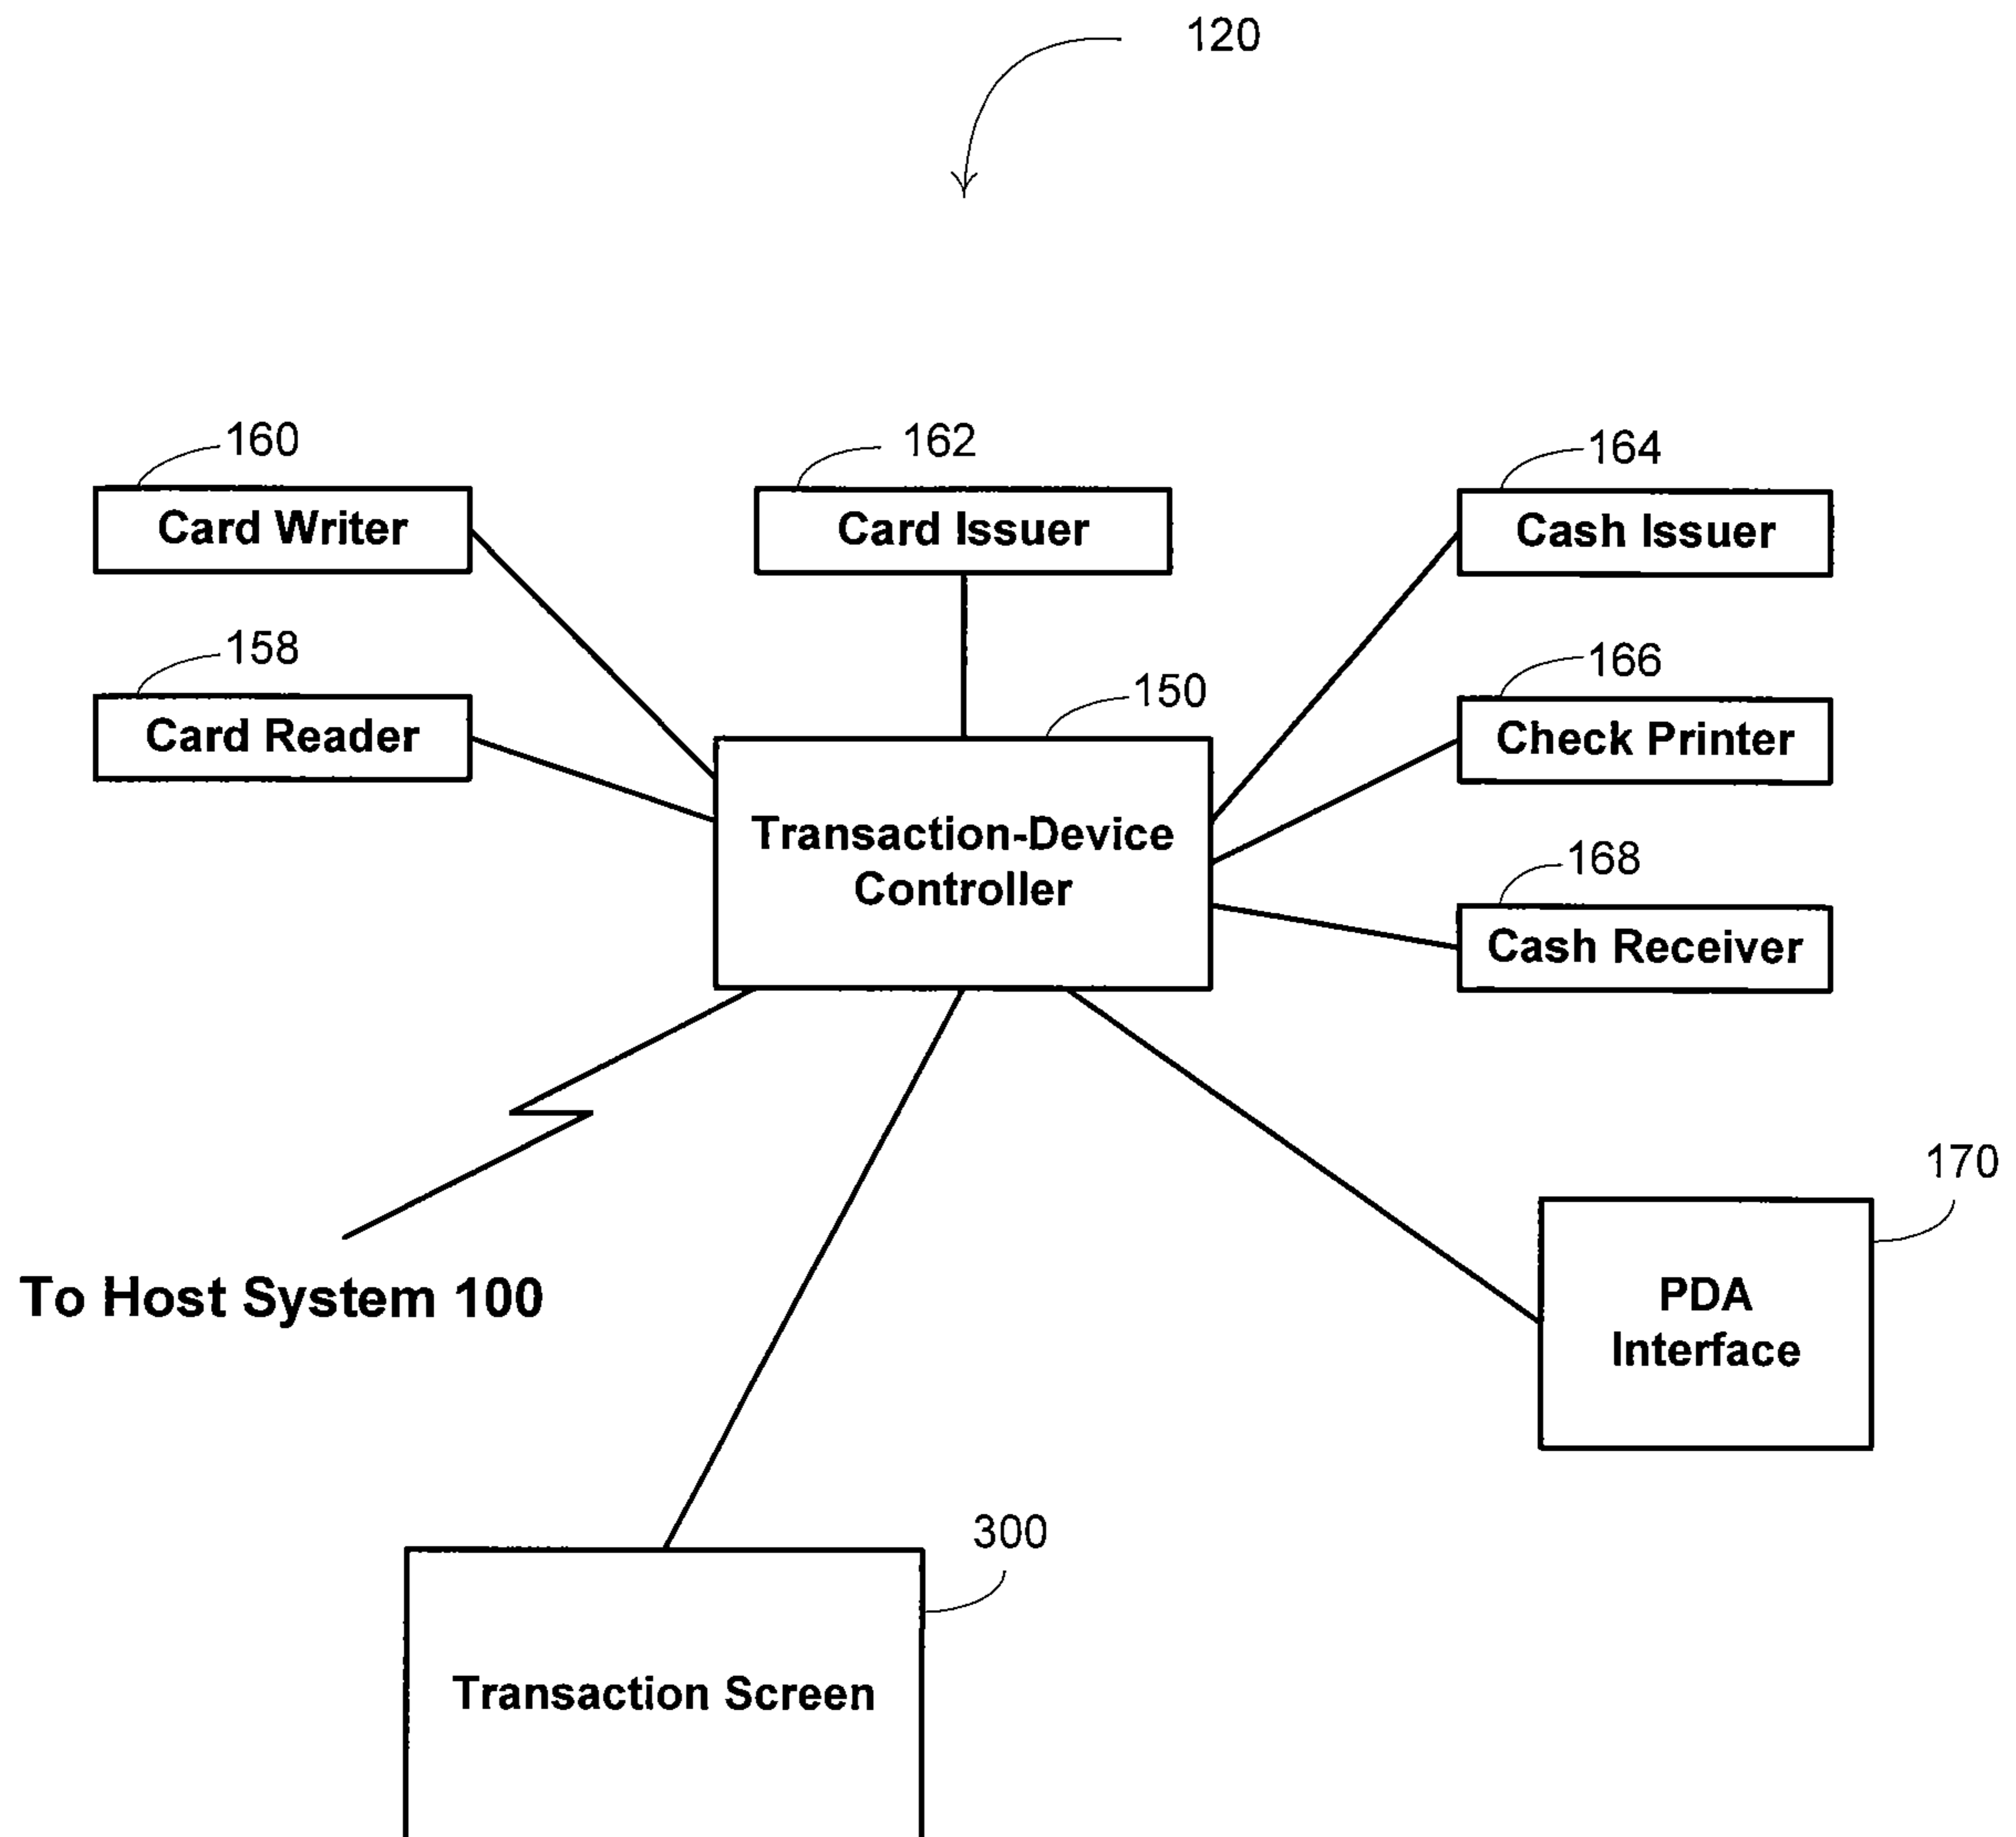 120
160
162
164
Card Writer
Card Issuer
Cash Issuer
158
166
150
Card Reader
Check Printer
Transaction-Device
Controller
168
Cash Receiver
170
To Host System 100
PDA
Interface
300
Transaction Screen